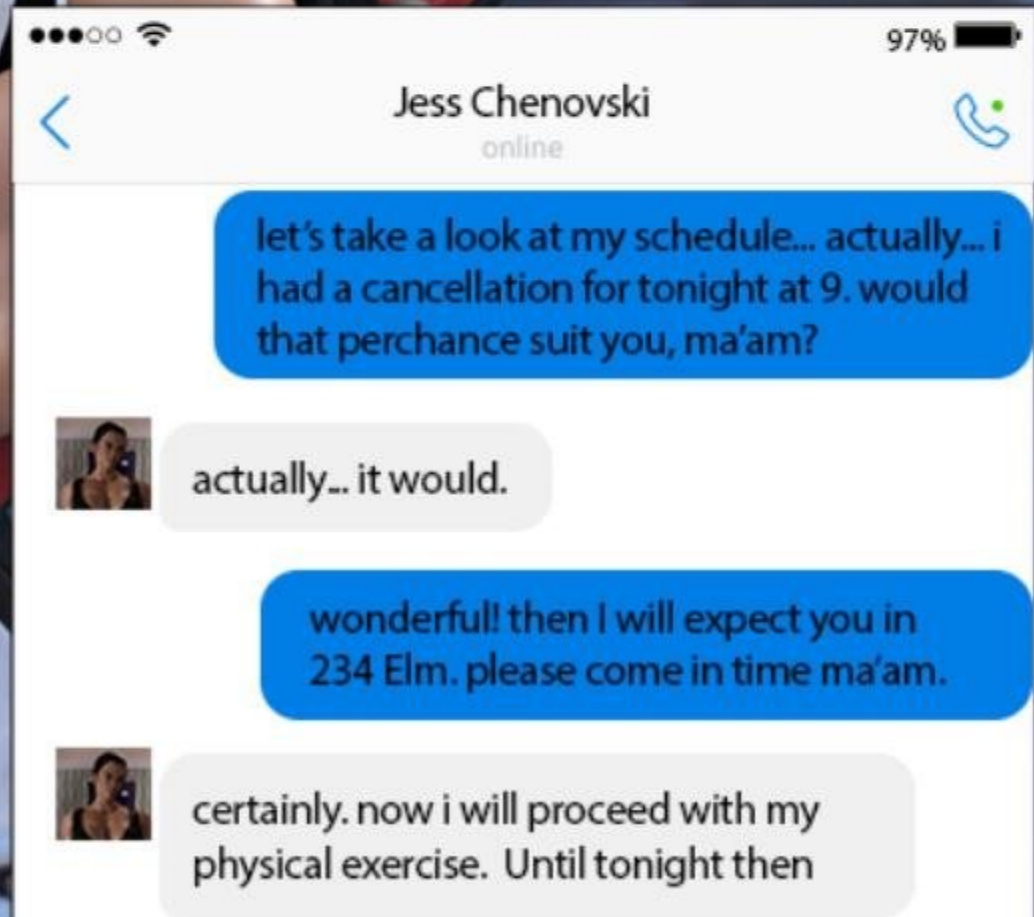 97%
Jess Chenovski
online
let's take a look at my schedule... actually... i
had a cancellation for tonight at 9. would
that perchance suit you, ma'am?
actually... it would.
wonderful! then I will expect you in
234 Elm. please come in time ma'am.
certainly. now i will proceed with my
physical exercise. Until tonight then